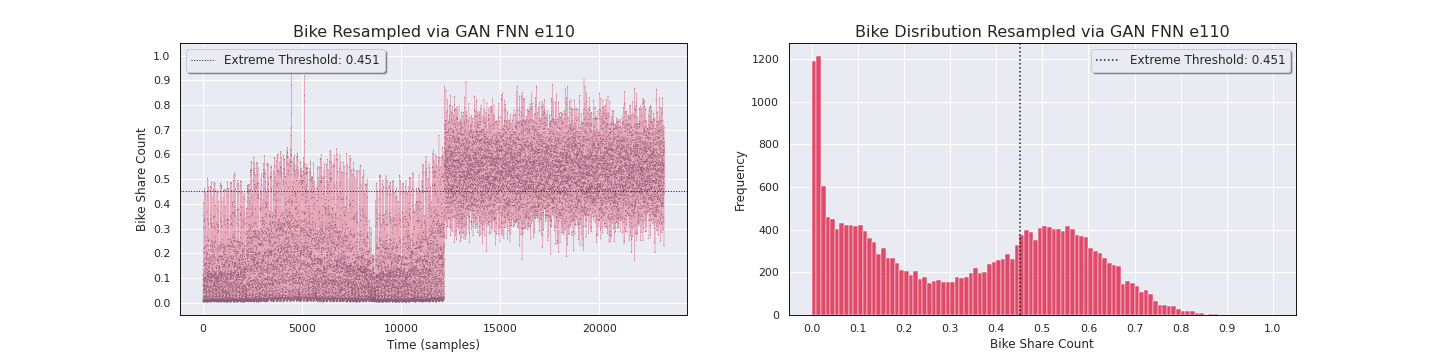 Bike Resampled via GAN FNN e110
Extreme Threshold: 0.451
1.0
0.9
0.8
0.7
0.6
0.5
0.4
0.3
0.2
0.1
0.0
Bike Share Count
0 5000 10000 15000 20000
Time (samples)
Bike Disribution Resampled via GAN FNN e110
Extreme Threshold: 0.451
1200
1000
800
600
400
200
0
Frequency
0.0 0.1 0.2 0.3 0.4 0.5 0.6 0.7 0.8 0.9 1.0
Bike Share Count